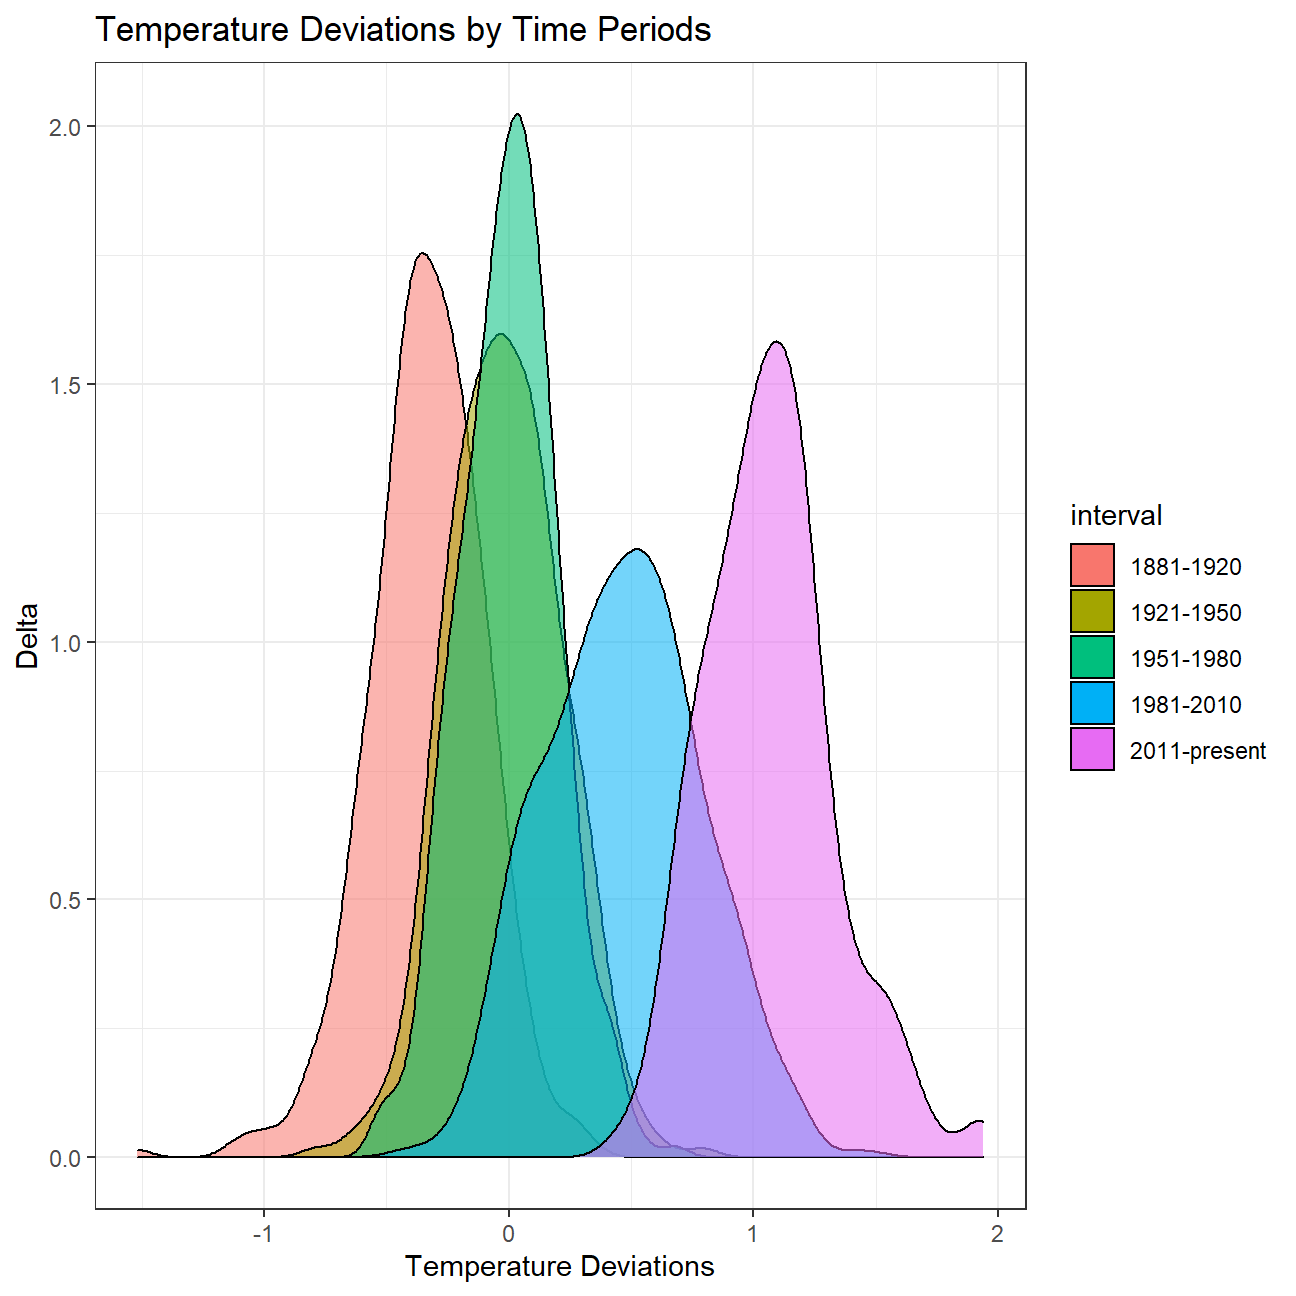 Temperature Deviations by Time Periods
2.0
1.5
1.0
0.5
0.0
Delta
-1 0 1 2
Temperature Deviations
interval
1881-1920
1921-1950
1951-1980
1981-2010
2011-present